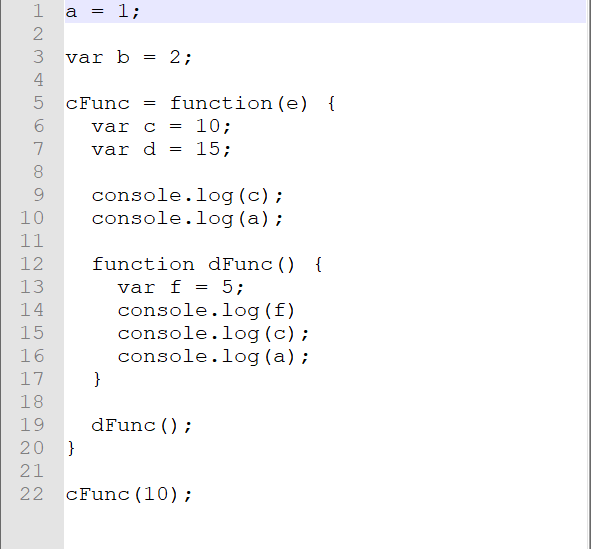 1 a = 1;
2
3 var b = 2;
4
5 cFunc = function(e) {
6   var c = 10;
7   var d = 15;
8
9   console.log(c);
10   console.log(a);
11
12   function dFunc() {
13     var f = 5;
14     console.log(f)
15     console.log(c);
16     console.log(a);
17   }
18
19   dFunc();
20 }
21
22 cFunc(10);